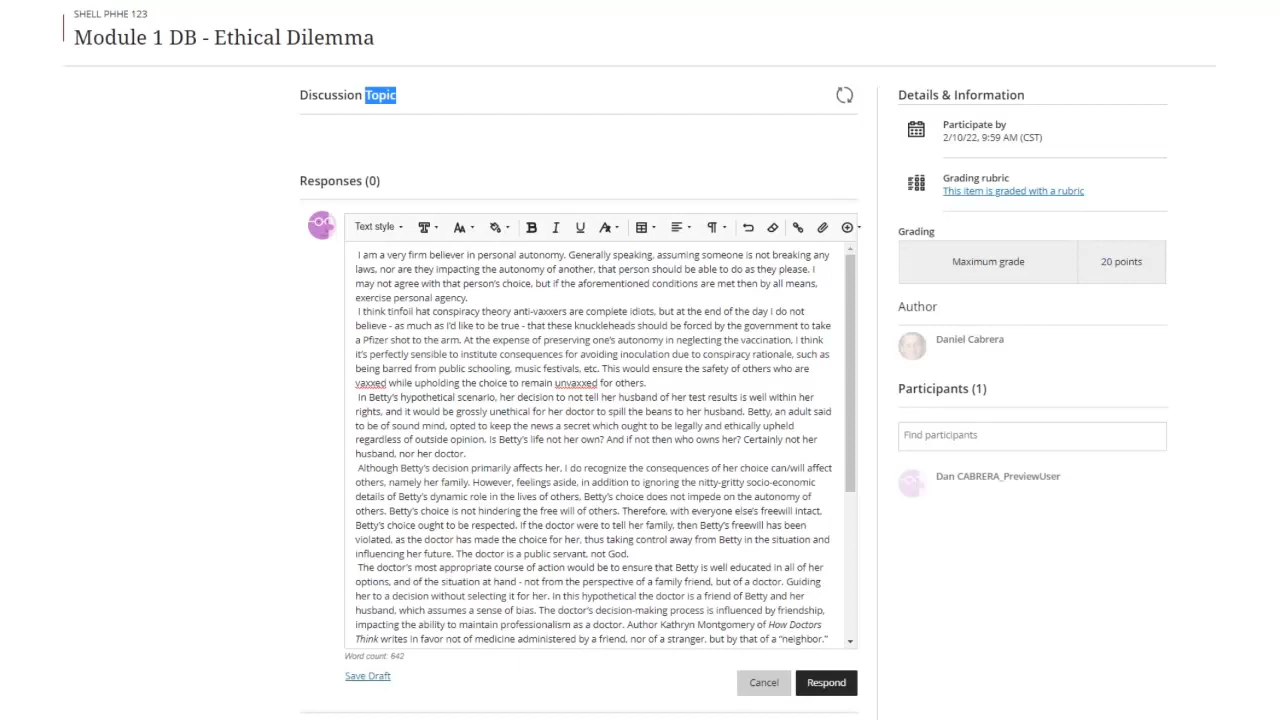 SHELL PHHE 123
Module 1 DB - Ethical Dilemma
Discussion Topic
Responses (0)
Text style
I am a very firm believer in personal autonomy. Generally speaking, assuming someone is not breaking any
laws, nor are they impacting the autonomy of another, that person should be able to do as they please. I
may not agree with that person's choice, but if the aforementioned conditions are met then by all means,
exercise personal agency.
I think tinfoil hat conspiracy theory anti-vaxxers are complete idiots, but at the end of the day I do not
believe - as much as I'd like to be true - that these knuckleheads should be forced by the government to take
a Pfizer shot to the arm. At the expense of preserving one's autonomy in neglecting the vaccination, I think
it's perfectly sensible to institute consequences for avoiding inoculation due to conspiracy rationale, such as
being barred from public schooling, music festivals, etc. This would ensure the safety of others who are
vaxxed while upholding the choice to remain unvaxxed for others.
In Betty's hypothetical scenario, her decision to not tell her husband of her test results is well within her
rights, and it would be grossly unethical for her doctor to spill the beans to her husband. Betty, an adult said
to be of sound mind, opted to keep the news a secret which ought to be legally and ethically upheld
regardless of outside opinion. Is Betty's life not her own? And if not then who owns her? Certainly not her
husband, nor her doctor.
Although Betty's decision primarily affects her, I do recognize the consequences of her choice can/will affect
others, namely her family. However, feelings aside, in addition to ignoring the nitty-gritty socio-economic
details of Betty's dynamic role in the lives of others, Betty's choice does not impede on the autonomy of
others. Betty's choice is not hindering the free will of others. Therefore, with everyone else's freewill intact,
Betty's choice ought to be respected. If the doctor were to tell her family, then Betty's freewill has been
violated, as the doctor has made the choice for her, thus taking control away from Betty in the situation and
influencing her future. The doctor is a public servant, not God.
The doctor's most appropriate course of action would be to ensure that Betty is well educated in all of her
options, and of the situation at hand - not from the perspective of a family friend, but of a doctor. Guiding
her to a decision without selecting it for her. In this hypothetical the doctor is a friend of Betty and her
husband, which assumes a sense of bias. The doctor's decision-making process is influenced by friendship,
impacting the ability to maintain professionalism as a doctor. Author Kathryn Montgomery of How Doctors
Think writes in favor not of medicine administered by a friend, nor of a stranger, but by that of a "neighbor."
Word count: 642
Save Draft
Cancel
Respond
Details & Information
Participate by
2/10/22, 9:59 AM (CST)
Grading rubric
This item is graded with a rubric
Grading
Maximum grade
20 points
Author
Daniel Cabrera
Participants (1)
Find participants
Dan CABRERA_PreviewUser